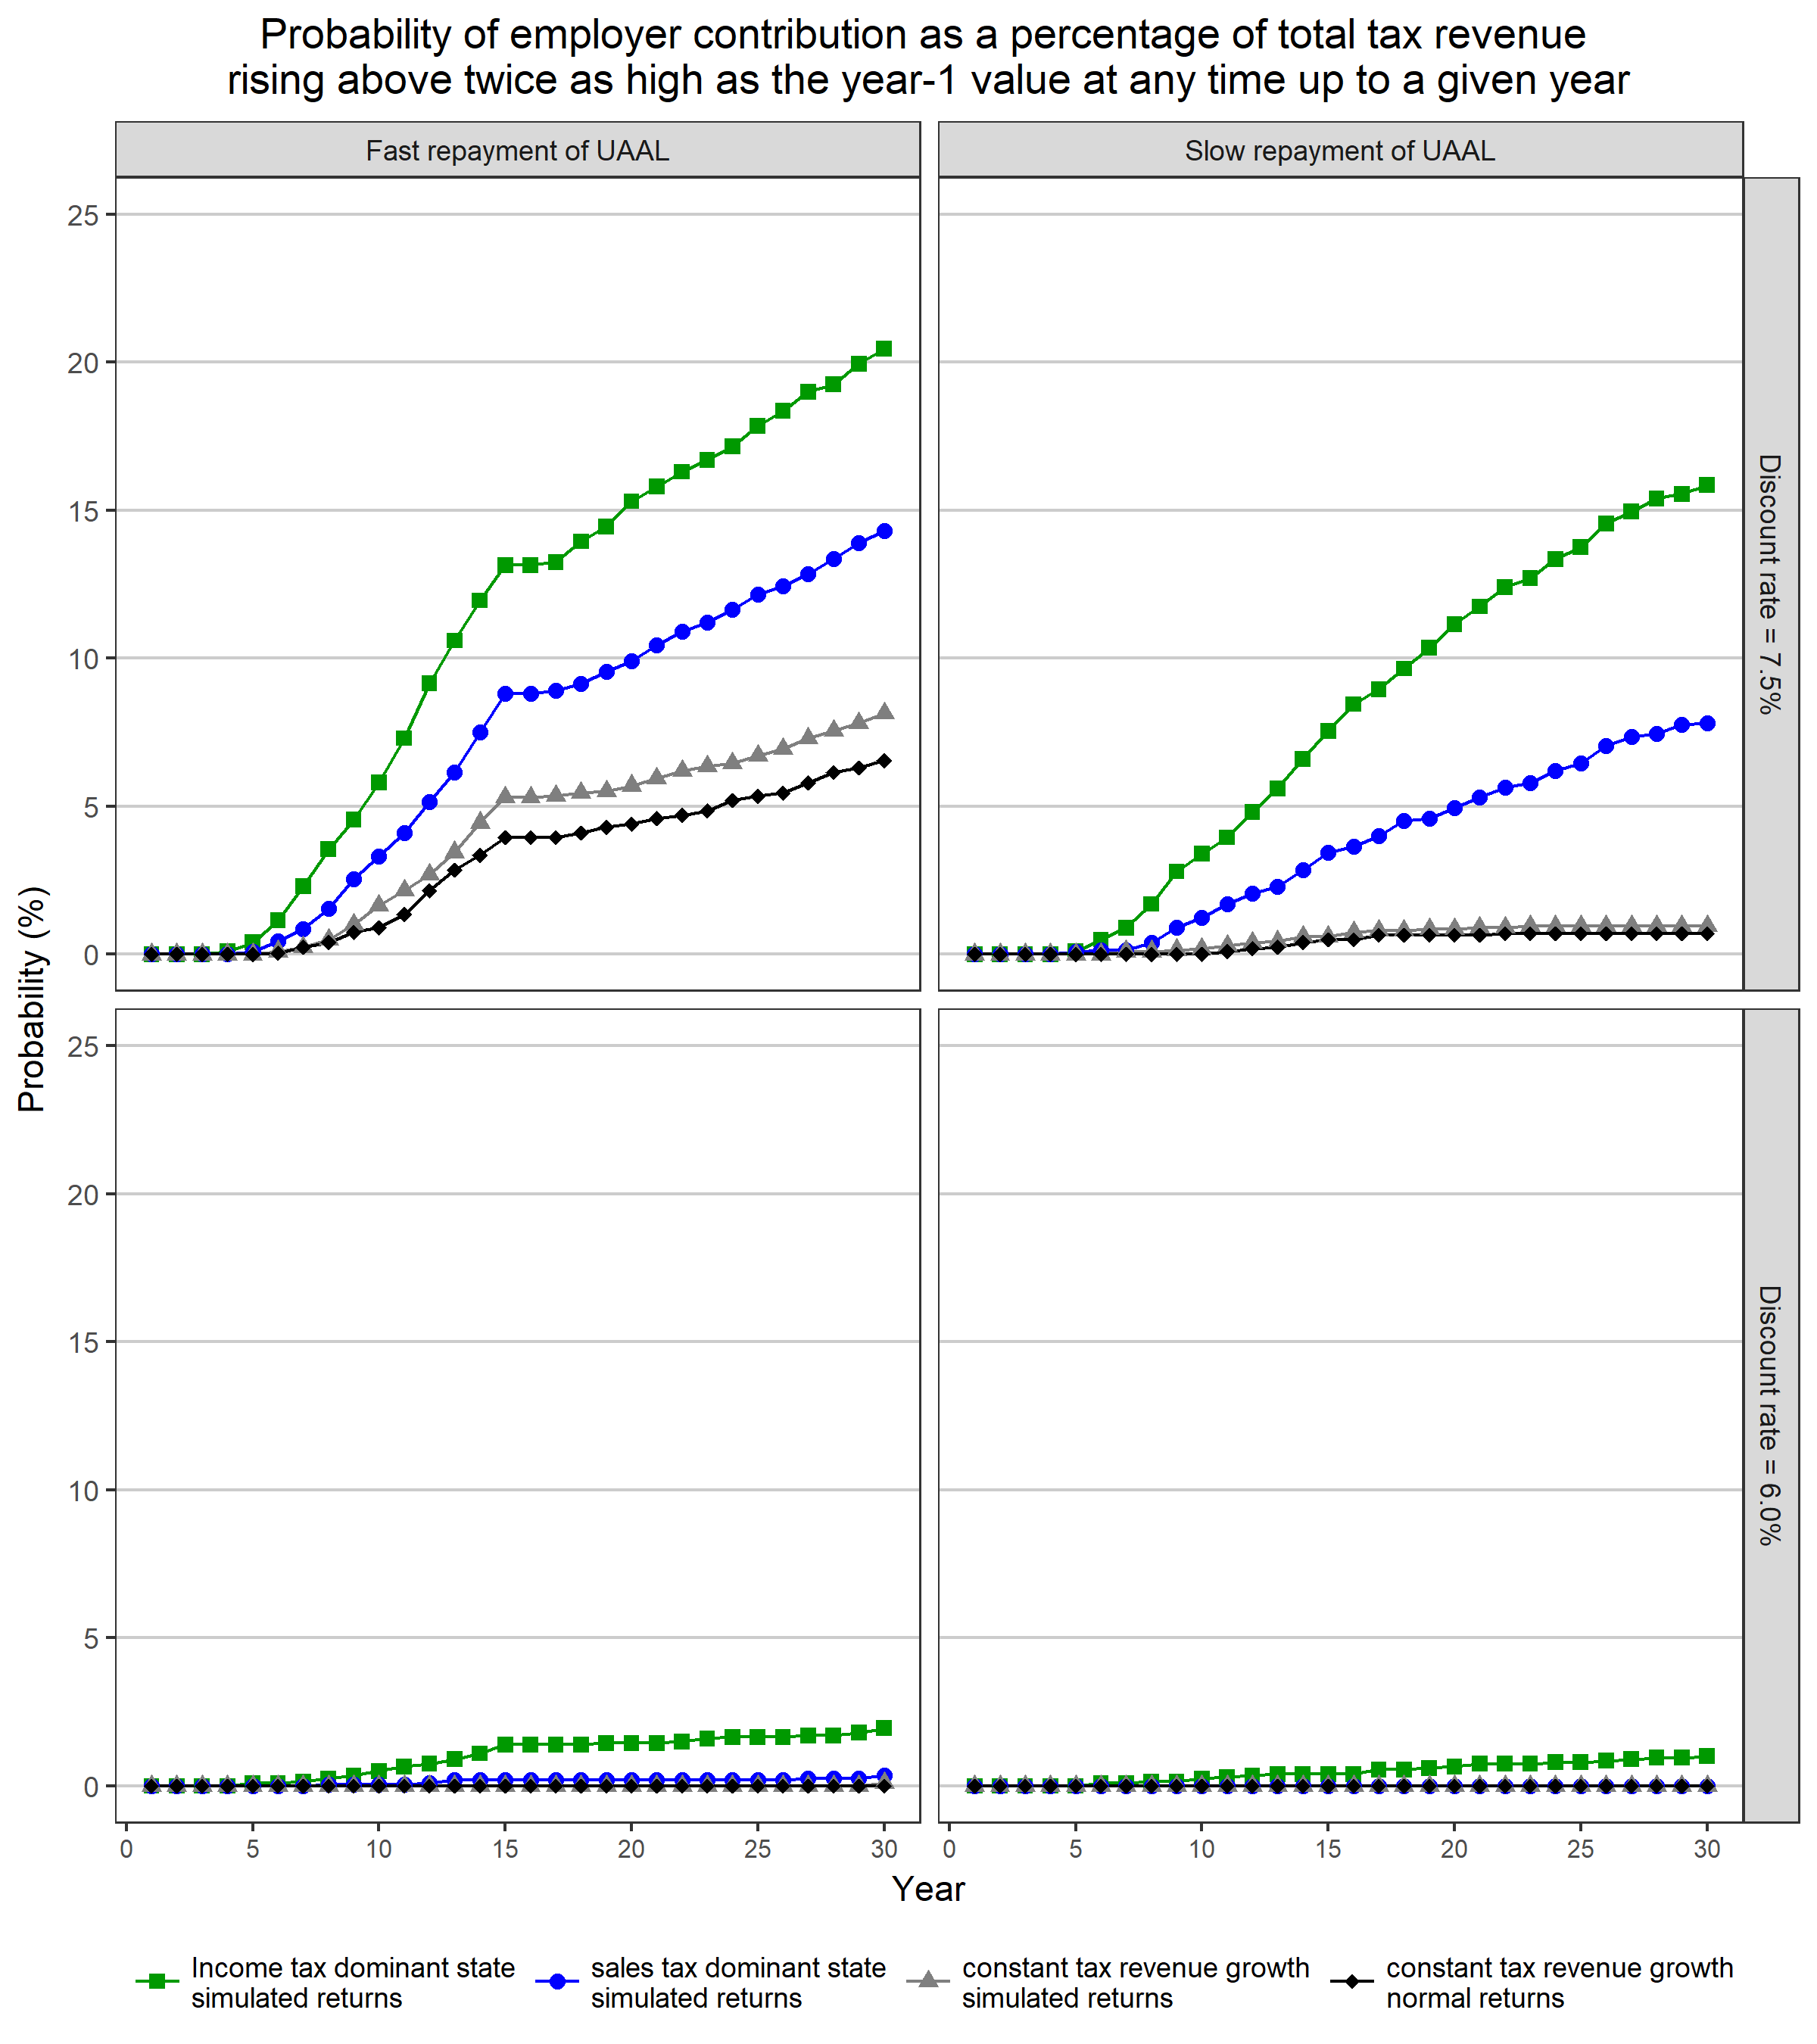 Probability of employer contribution as a percentage of total tax revenue
rising above twice as high as the year-1 value at any time up to a given year
Fast repayment of UAAL
Slow repayment of UAAL
25
20
15
10
5
0
Discount rate = 7.5%
Probability (%)
25
20
15
10
5
0
Discount rate = 6.0%
0 5 10 15 20 25 30
0 5 10 15 20 25 30
Year
Income tax dominant state
simulated returns
sales tax dominant state
simulated returns
constant tax revenue growth
simulated returns
constant tax revenue growth
normal returns